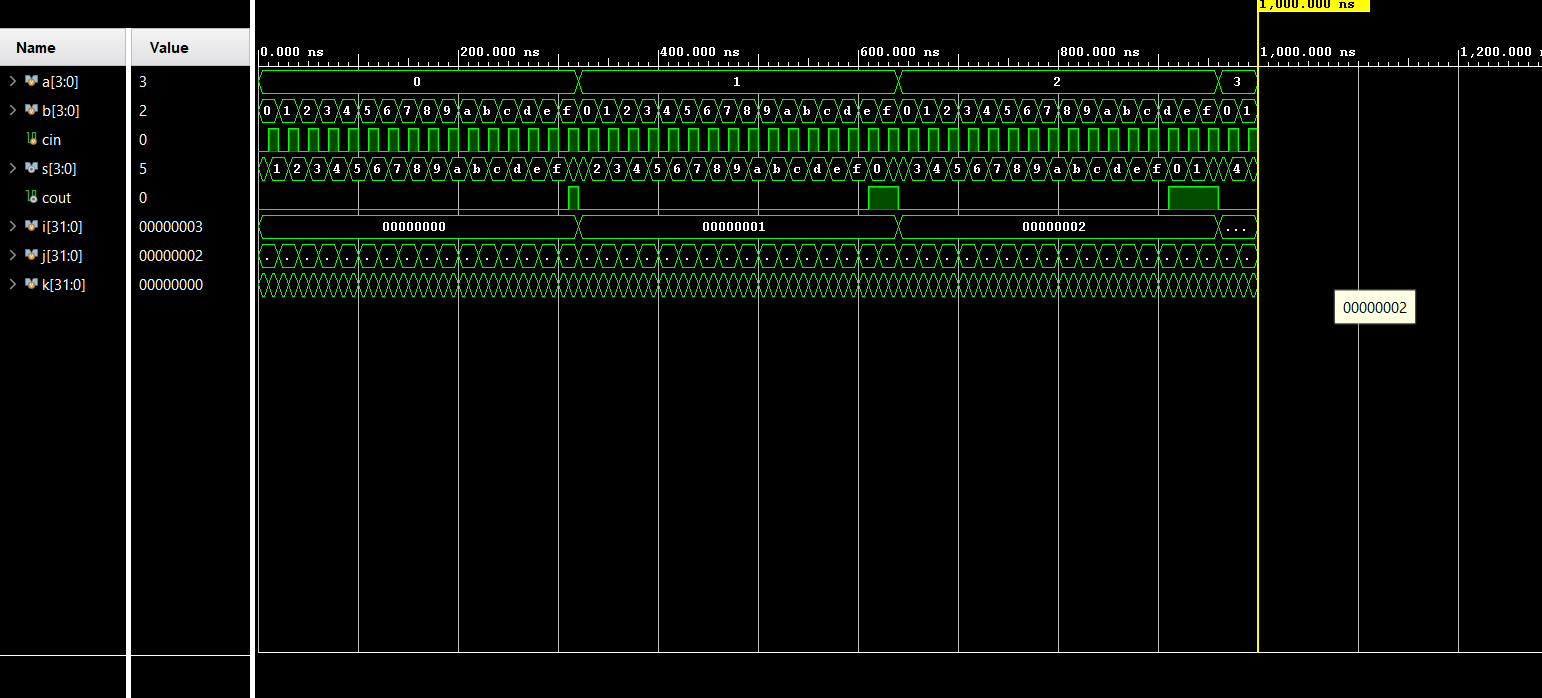 1,000.000 ns
Name Value 0.000 ns 200.000 ns 400.000 ns 600.000 ns 800.000 ns 1,000.000 ns 1,200.000
a[3:0] 3 0 1 2 3
b[3:0] 2 0 1 2 3 4 5 6 7 8 9 a b c d e f 0 1 2 3 4 5 6 7 8 9 a b c d e f 0 1 2 3 4 5 6 7 8 9 a b c d e f 0 1
cin 0
s[3:0] 5 1 2 3 4 5 6 7 8 9 a b c d e f 2 3 4 5 6 7 8 9 a b c d e f 0 3 4 5 6 7 8 9 a b c d e f 0 1 4
cout 0
i[31:0] 00000003 00000000 00000001 00000002 ...
j[31:0] 00000002 . . . . . . . . . . . . . . . . . . . . . . . . . . . . . . . . . . . . . . . . . . . . . . . . . .
k[31:0] 00000000
00000002